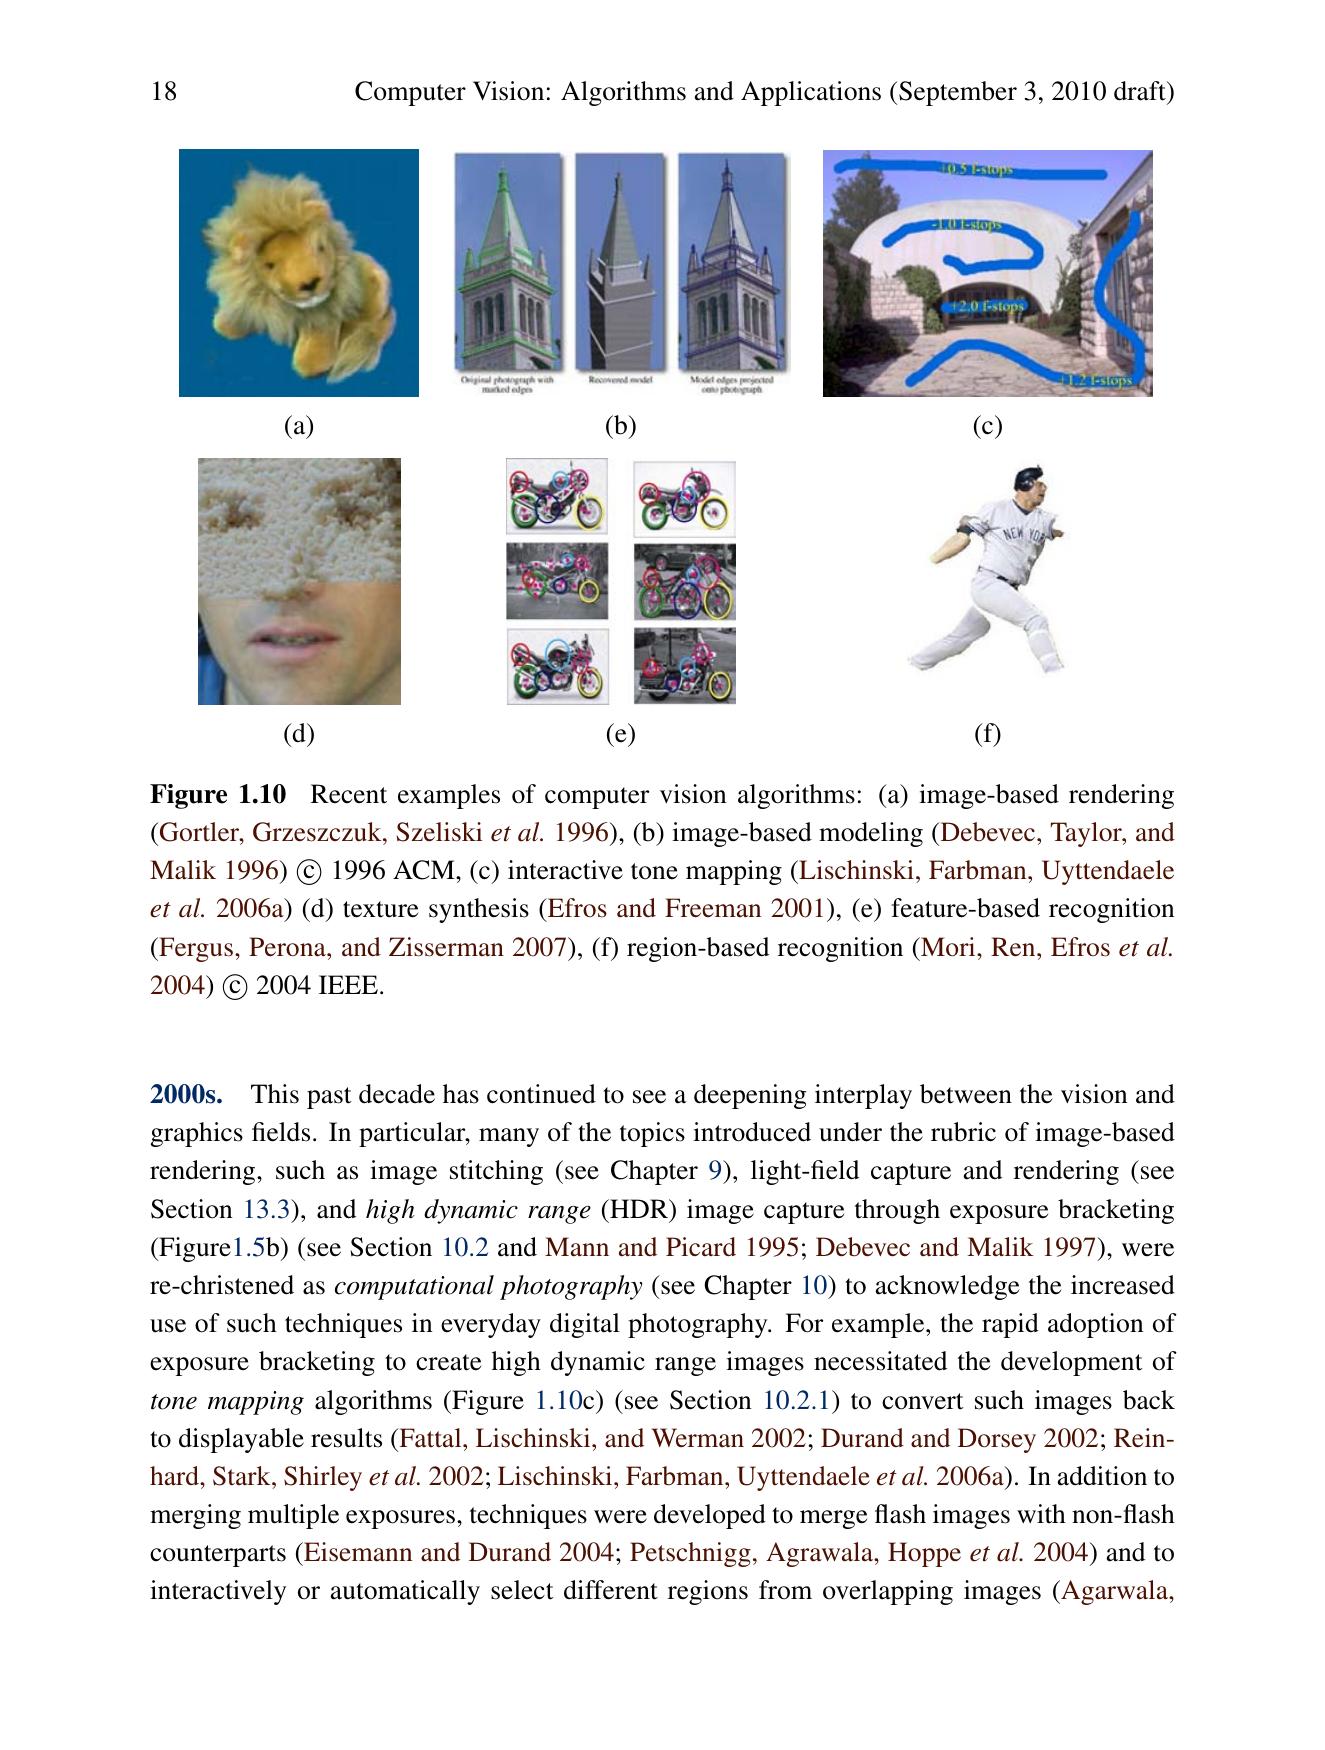 18 Computer Vision: Algorithms and Applications (September 3, 2010 draft)
+0.5 f-stops
-1.0 f-stops
+2.0 f-stops
+1.2 f-stops
Original photograph with
marked edges
Recovered model
Model edges projected
onto photograph
(a)
(b)
(c)
NEW YOR
(d)
(e)
(f)
Figure 1.10 Recent examples of computer vision algorithms: (a) image-based rendering
(Gortler, Grzeszczuk, Szeliski et al. 1996), (b) image-based modeling (Debevec, Taylor, and
Malik 1996) © 1996 ACM, (c) interactive tone mapping (Lischinski, Farbman, Uyttendaele
et al. 2006a) (d) texture synthesis (Efros and Freeman 2001), (e) feature-based recognition
(Fergus, Perona, and Zisserman 2007), (f) region-based recognition (Mori, Ren, Efros et al.
2004) © 2004 IEEE.
2000s. This past decade has continued to see a deepening interplay between the vision and
graphics fields. In particular, many of the topics introduced under the rubric of image-based
rendering, such as image stitching (see Chapter 9), light-field capture and rendering (see
Section 13.3), and high dynamic range (HDR) image capture through exposure bracketing
(Figure1.5b) (see Section 10.2 and Mann and Picard 1995; Debevec and Malik 1997), were
re-christened as computational photography (see Chapter 10) to acknowledge the increased
use of such techniques in everyday digital photography. For example, the rapid adoption of
exposure bracketing to create high dynamic range images necessitated the development of
tone mapping algorithms (Figure 1.10c) (see Section 10.2.1) to convert such images back
to displayable results (Fattal, Lischinski, and Werman 2002; Durand and Dorsey 2002; Rein-
hard, Stark, Shirley et al. 2002; Lischinski, Farbman, Uyttendaele et al. 2006a). In addition to
merging multiple exposures, techniques were developed to merge flash images with non-flash
counterparts (Eisemann and Durand 2004; Petschnigg, Agrawala, Hoppe et al. 2004) and to
interactively or automatically select different regions from overlapping images (Agarwala,